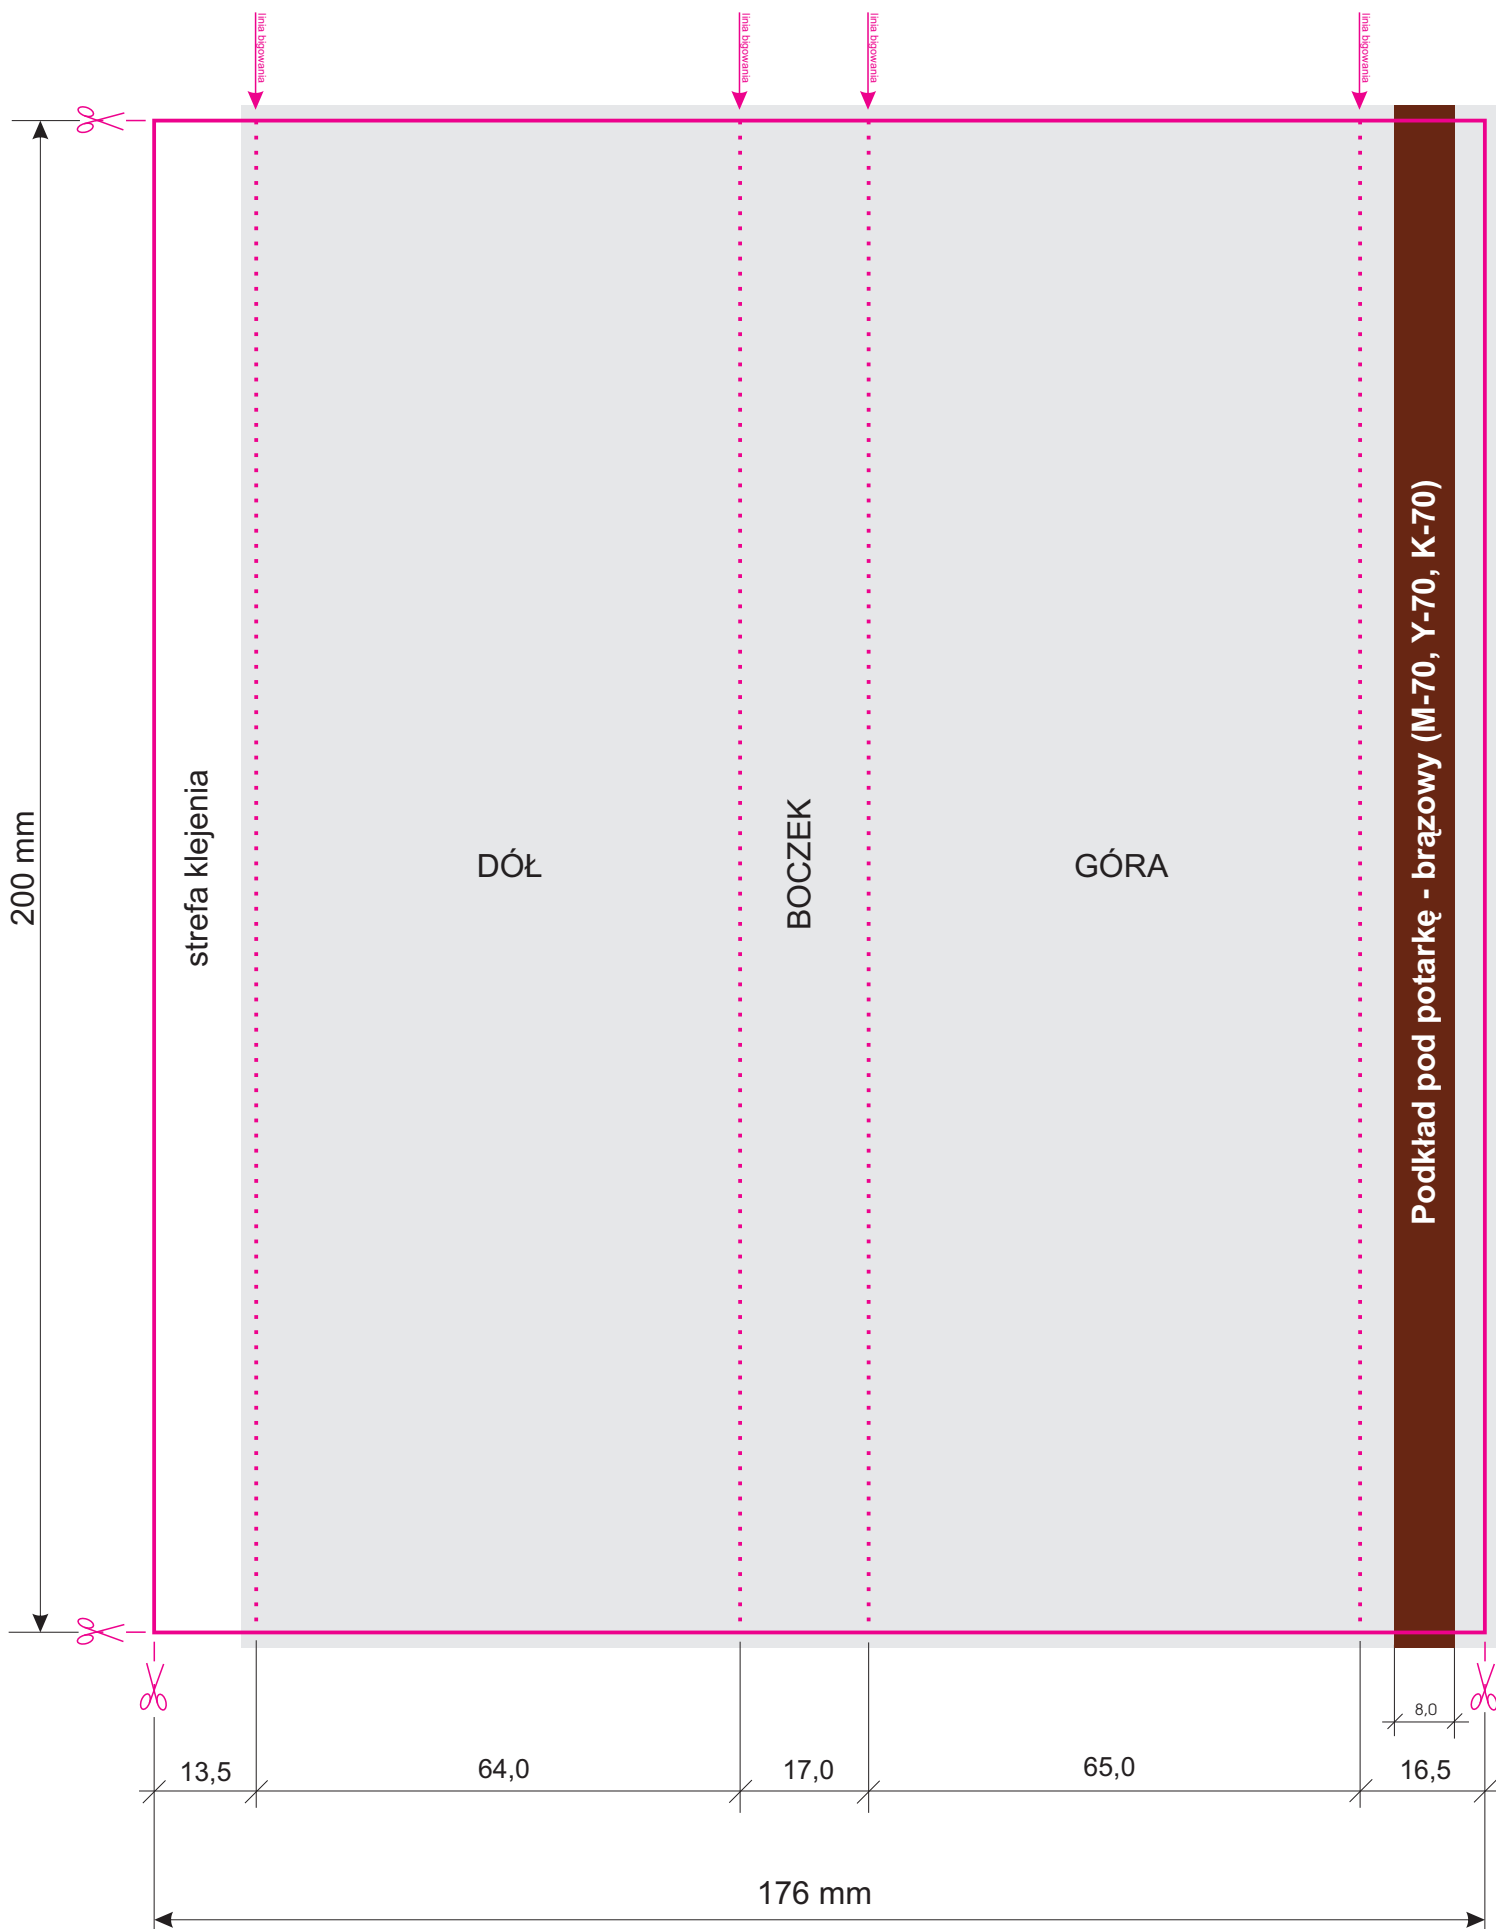 linia bigowania
linia bigowania
linia bigowania
linia bigowania
200 mm
strefa klejenia
DÓŁ
BOCZEK
GÓRA
Podkład pod potarkę - brązowy (M-70, Y-70, K-70)
8,0
13,5
64,0
17,0
65,0
16,5
176 mm